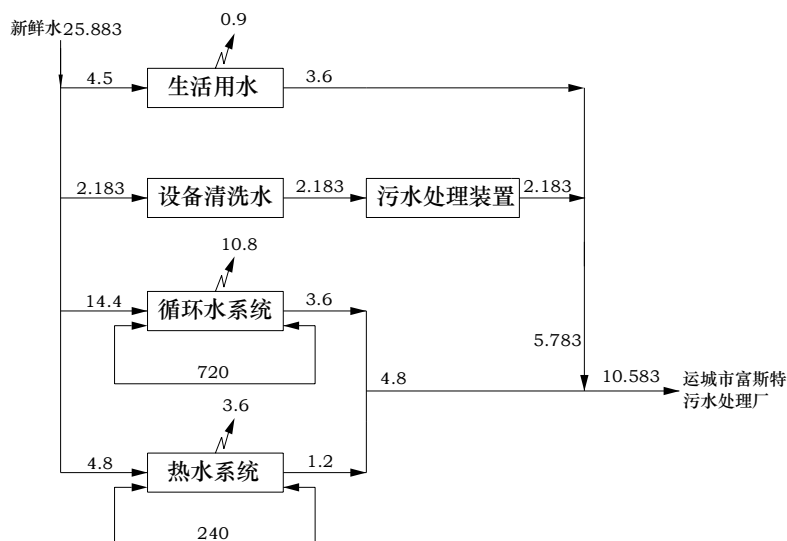 0.9
新鲜水25.883
4.5
生活用水
3.6
2.183
设备清洗水
2.183
污水处理装置
2.183
10.8
14.4
循环水系统
3.6
720
5.783
4.8
10.583
运城市富斯特
污水处理厂
3.6
4.8
热水系统
1.2
240